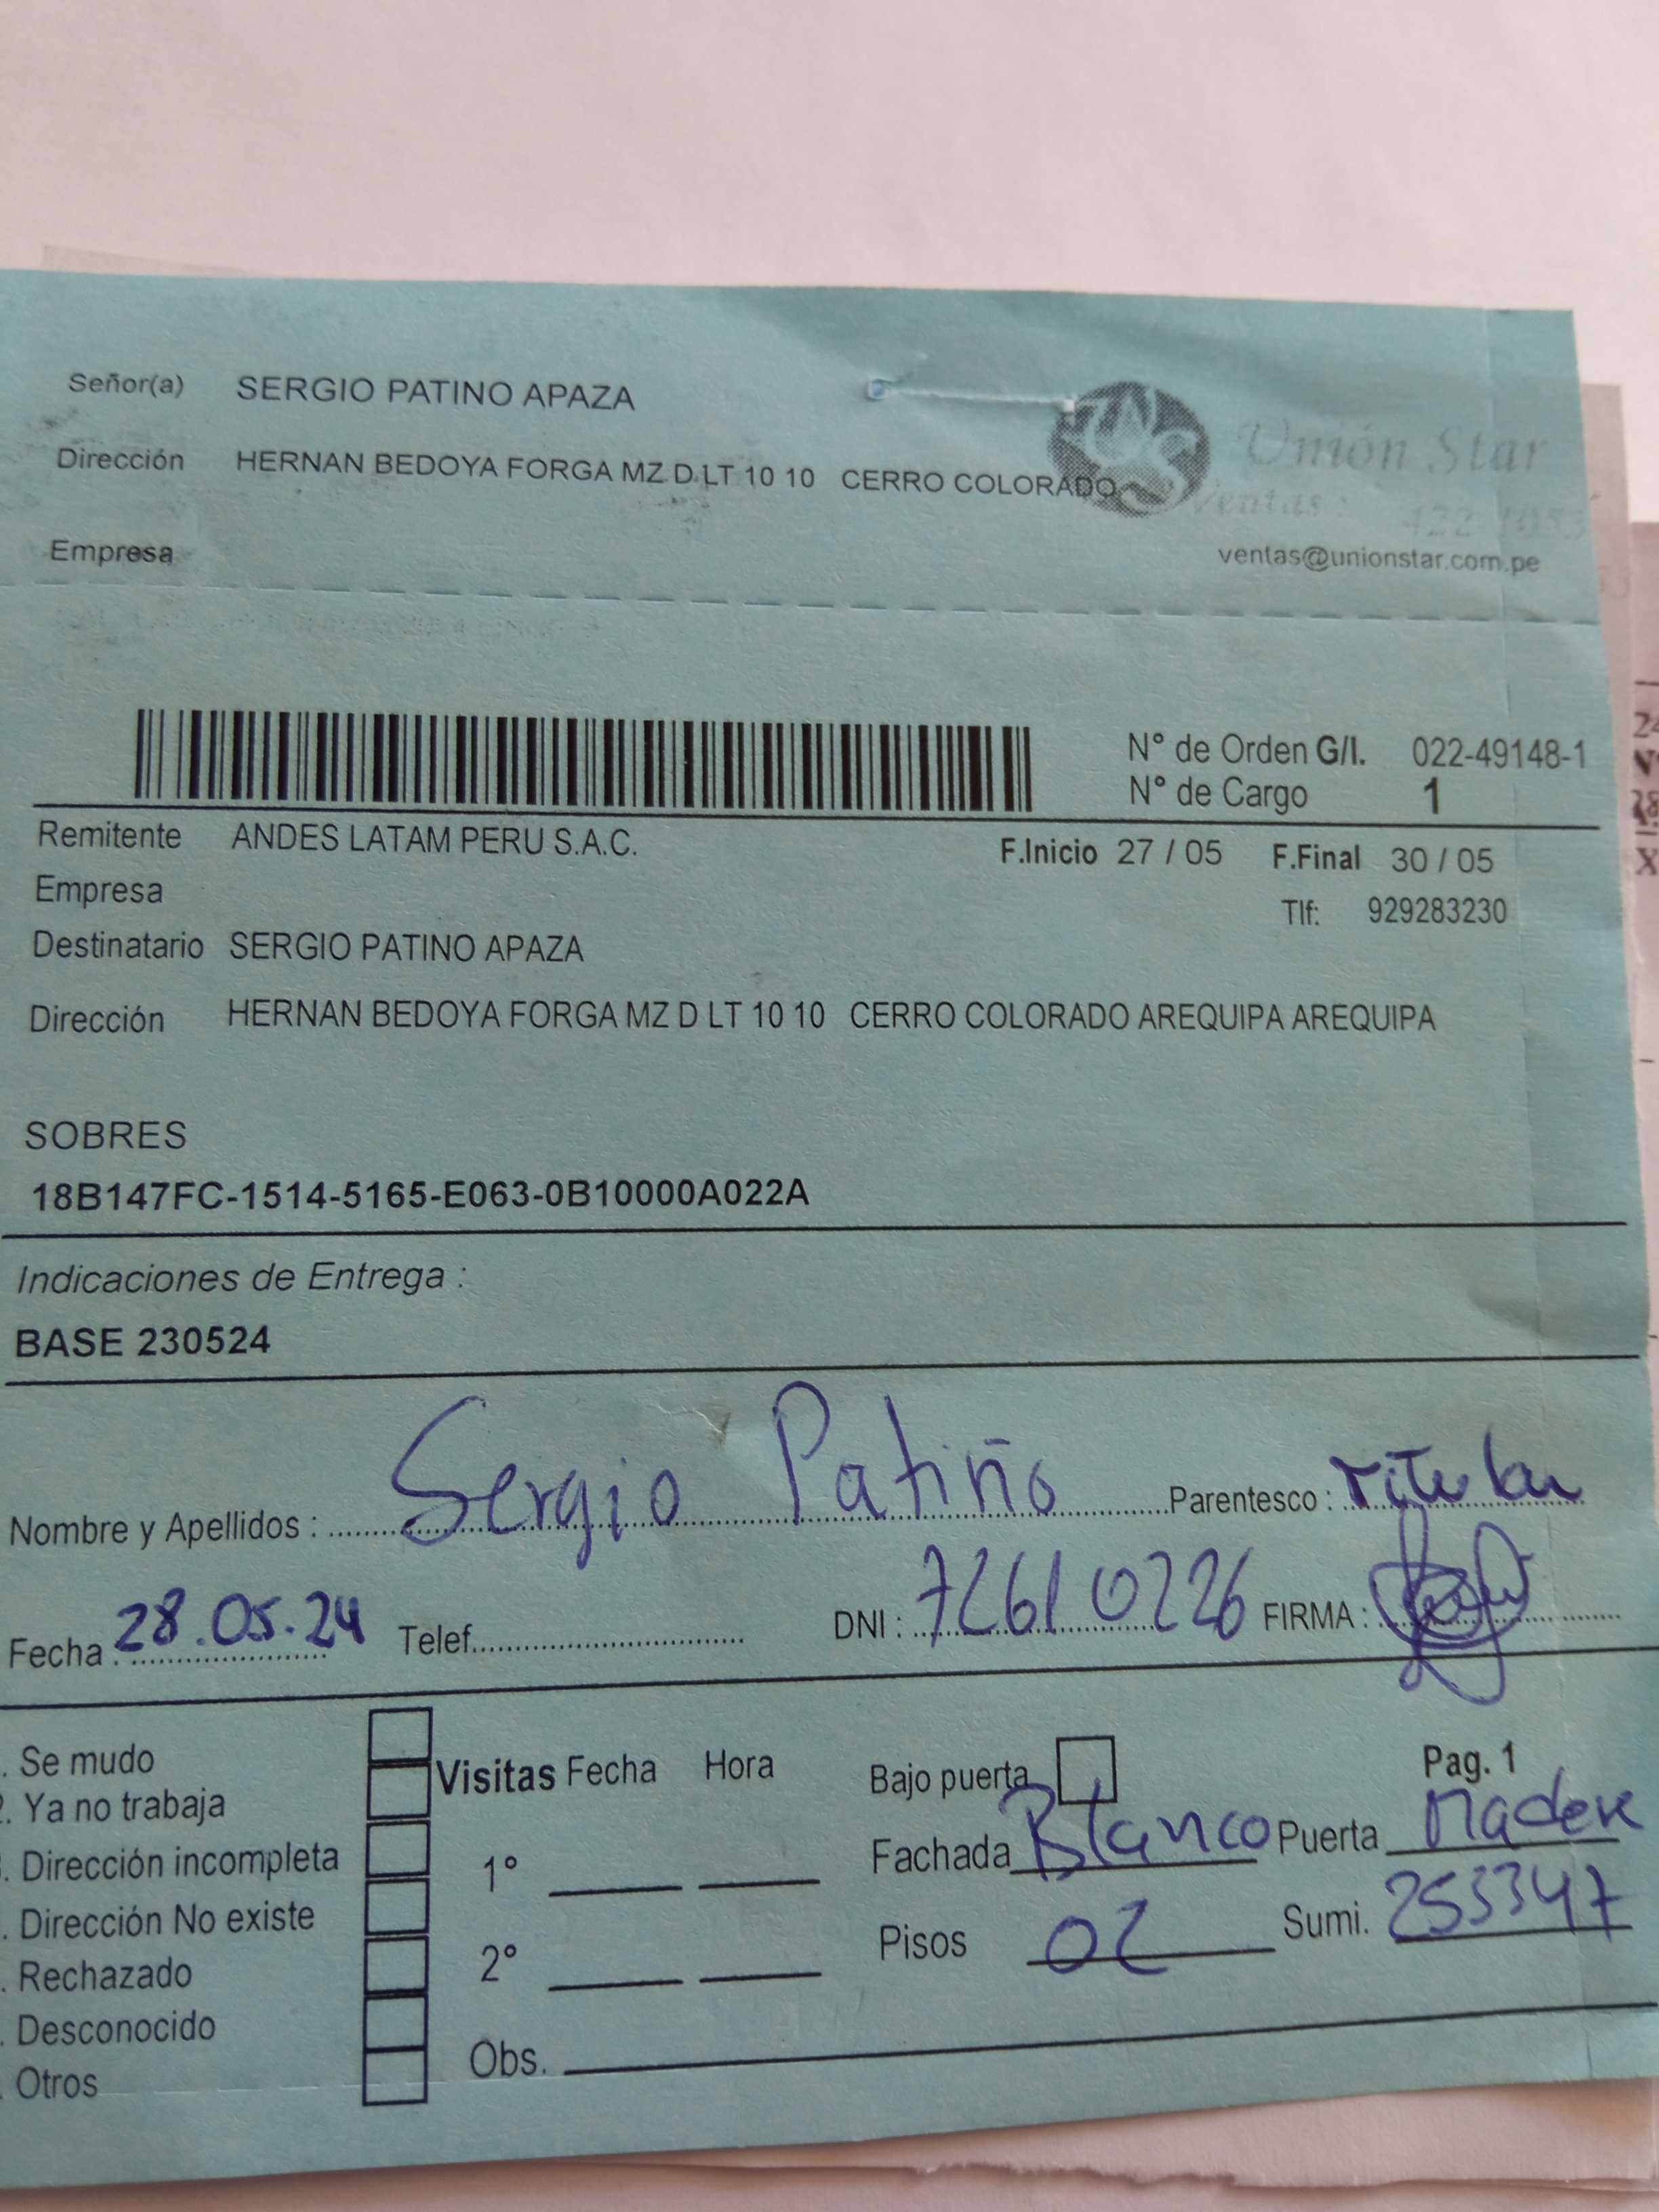 Señor(a) SERGIO PATINO APAZA
Dirección HERNAN BEDOYA FORGA MZ D LT 10 10 CERRO COLORADO
Unión Star
Ventas: 422-1053
Empresa
ventas@unionstar.com.pe
N° de Orden G/I. 022-49148-1
N° de Cargo 1
Remitente ANDES LATAM PERU S.A.C. F.Inicio 27 / 05 F.Final 30 / 05
Empresa
Tlf: 929283230
Destinatario SERGIO PATINO APAZA
Dirección HERNAN BEDOYA FORGA MZ D LT 10 10 CERRO COLORADO AREQUIPA AREQUIPA
SOBRES
18B147FC-1514-5165-E063-0B10000A022A
Indicaciones de Entrega :
BASE 230524
Nombre y Apellidos : Sergio Patiño Parentesco : Titular
Fecha : 28.05.24 Telef. DNI : 72610226 FIRMA :
. Se mudo
2. Ya no trabaja
. Dirección incompleta
. Dirección No existe
. Rechazado
. Desconocido
. Otros
Visitas Fecha Hora
1°
2°
Obs.
Bajo puerta
Pag. 1
Fachada Blanco Puerta Madera
Pisos 02 Sumi. 253347